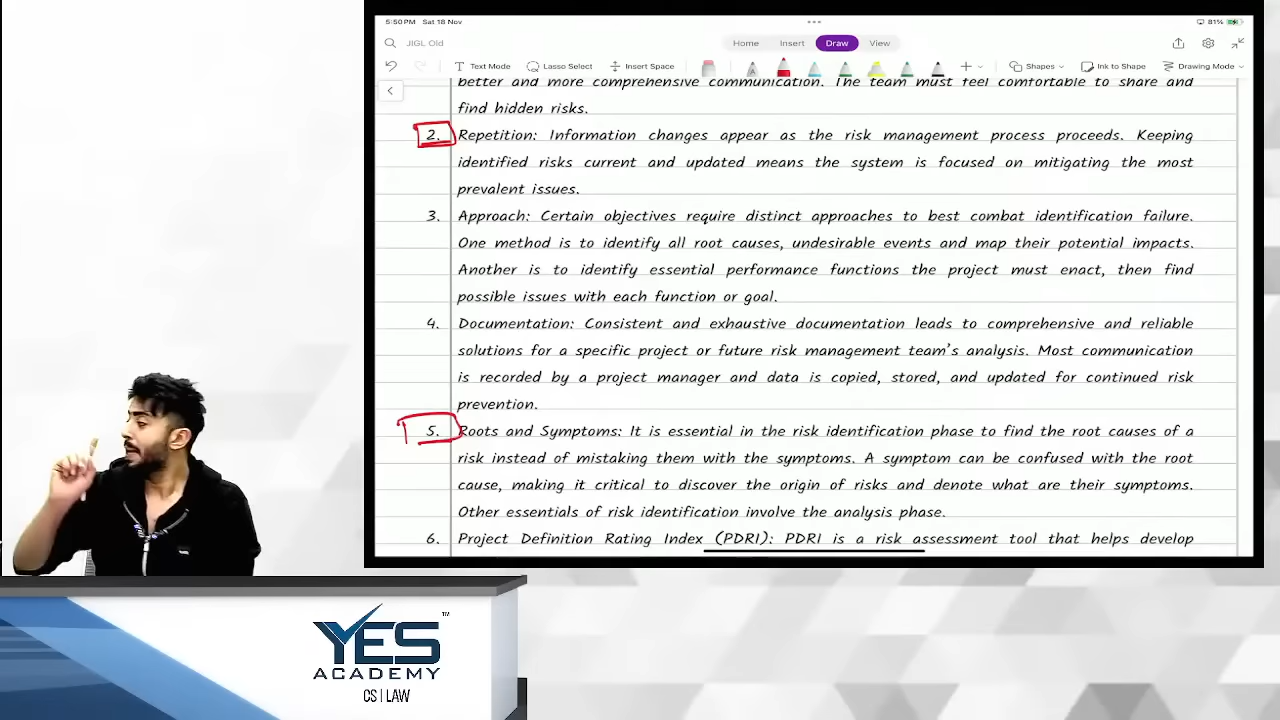 5:50 PM Sat 18 Nov
81%
JIGL Old
Home Insert Draw View
Text Mode Lasso Select Insert Space Shapes Ink to Shape Drawing Mode
better and more comprehensive communication. The team must feel comfortable to share and
find hidden risks.
2. Repetition: Information changes appear as the risk management process proceeds. Keeping
identified risks current and updated means the system is focused on mitigating the most
prevalent issues.
3. Approach: Certain objectives require distinct approaches to best combat identification failure.
One method is to identify all root causes, undesirable events and map their potential impacts.
Another is to identify essential performance functions the project must enact, then find
possible issues with each function or goal.
4. Documentation: Consistent and exhaustive documentation leads to comprehensive and reliable
solutions for a specific project or future risk management team's analysis. Most communication
is recorded by a project manager and data is copied, stored, and updated for continued risk
prevention.
5. Roots and Symptoms: It is essential in the risk identification phase to find the root cause of a
risk instead of mistaking them with the symptoms. A symptom can be confused with the root
cause, making it critical to discover the origin of risks and denote what are their symptoms.
Other essentials of risk identification involve the analysis phase.
6. Project Definition Rating Index (PDRI): PDRI is a risk assessment tool that helps develop
YES
TM
ACADEMY
CS | LAW